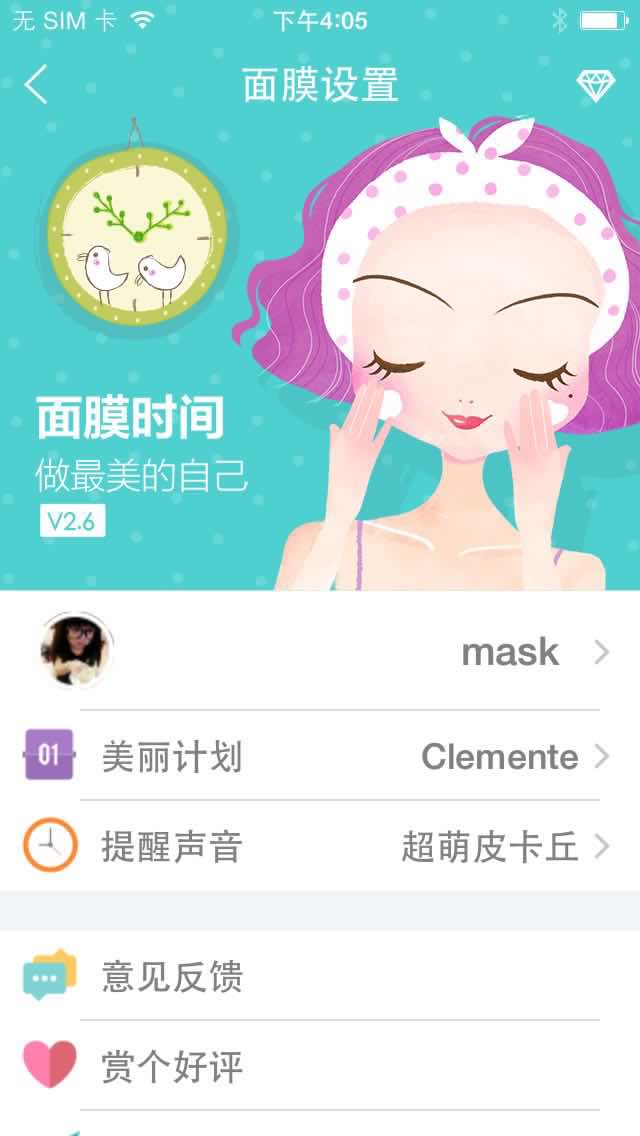 无 SIM 卡 下午4:05
面膜设置
面膜时间
做最美的自己
V2.6
mask
01 美丽计划 Clemente
提醒声音 超萌皮卡丘
意见反馈
赏个好评